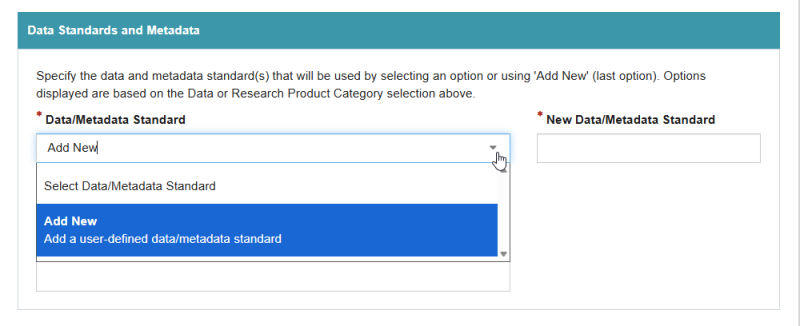 Data Standards and Metadata
Specify the data and metadata standard(s) that will be used by selecting an option or using 'Add New' (last option). Options
displayed are based on the Data or Research Product Category selection above.
* Data/Metadata Standard
* New Data/Metadata Standard
Add New
Select Data/Metadata Standard
Add New
Add a user-defined data/metadata standard